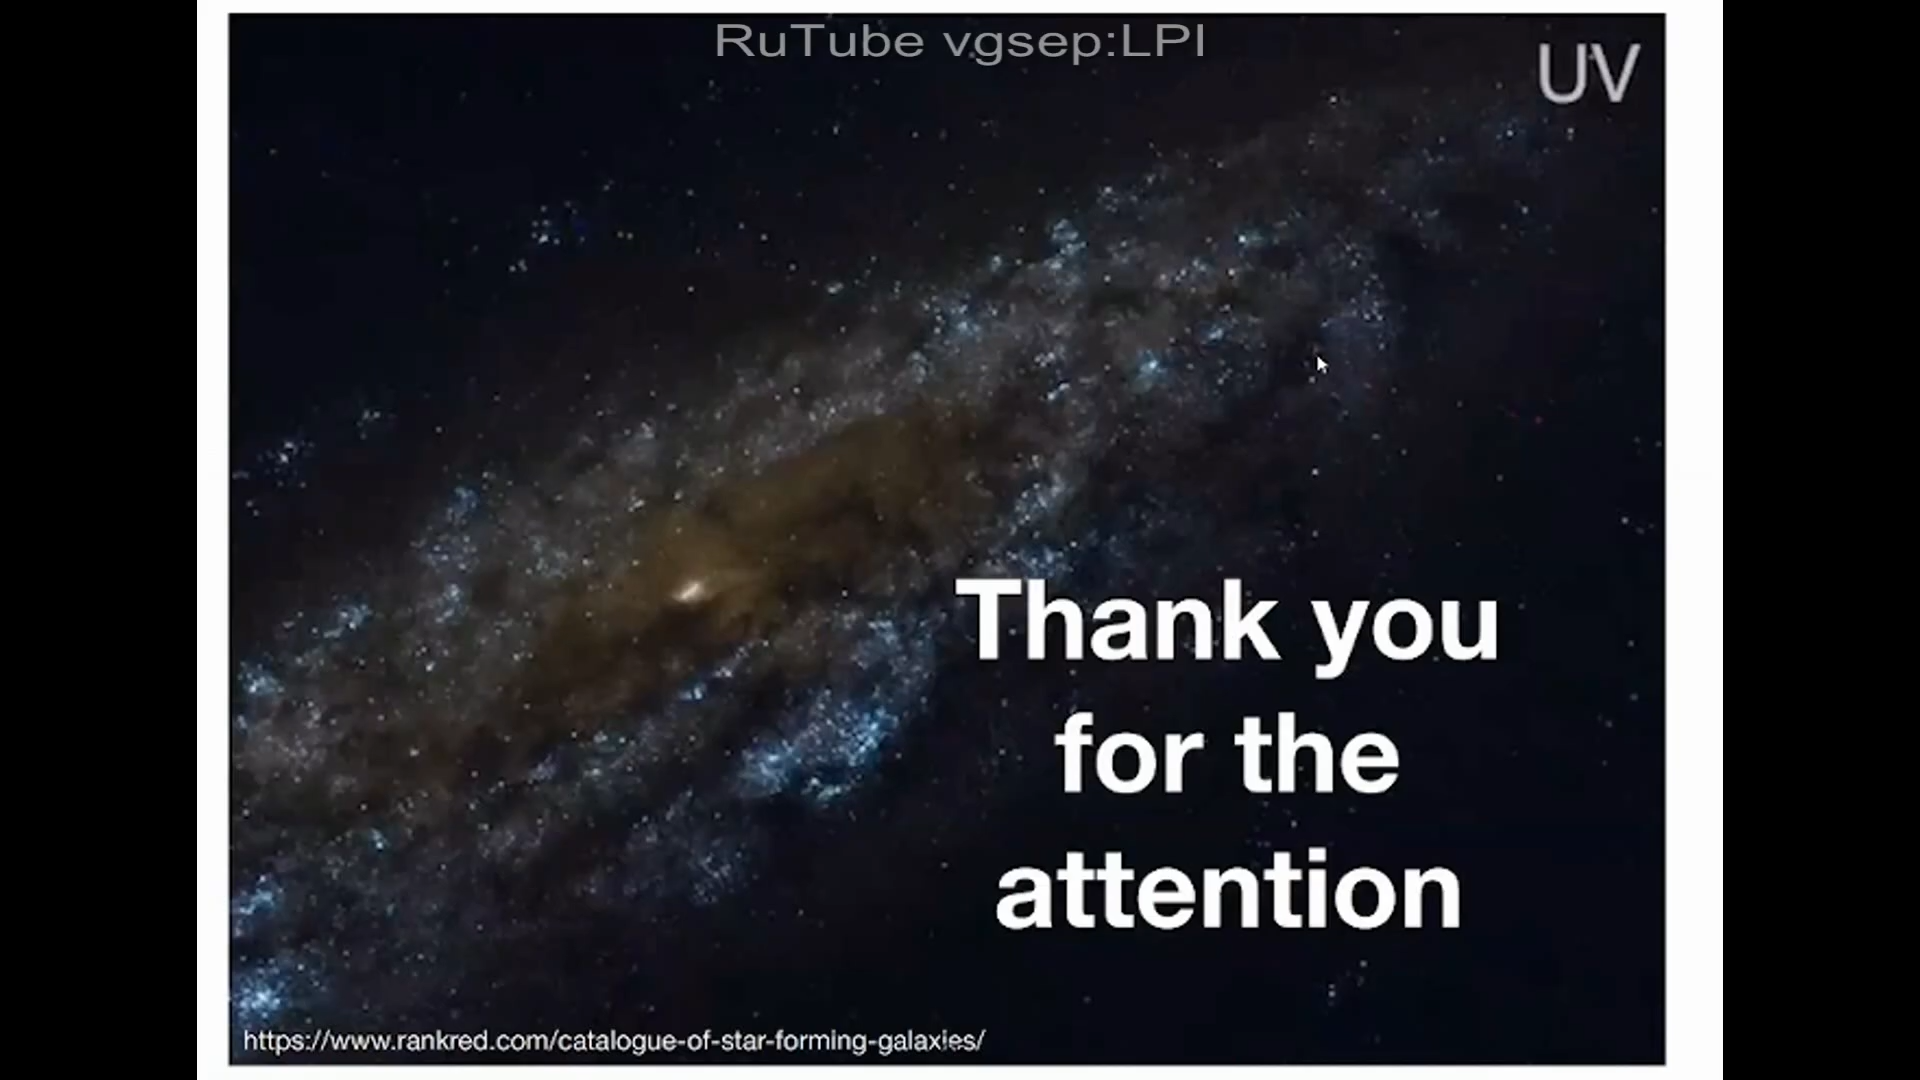 RuTube vgsep:LPI
UV
Thank you
for the
attention
https://www.rankred.com/catalogue-of-star-forming-galaxies/